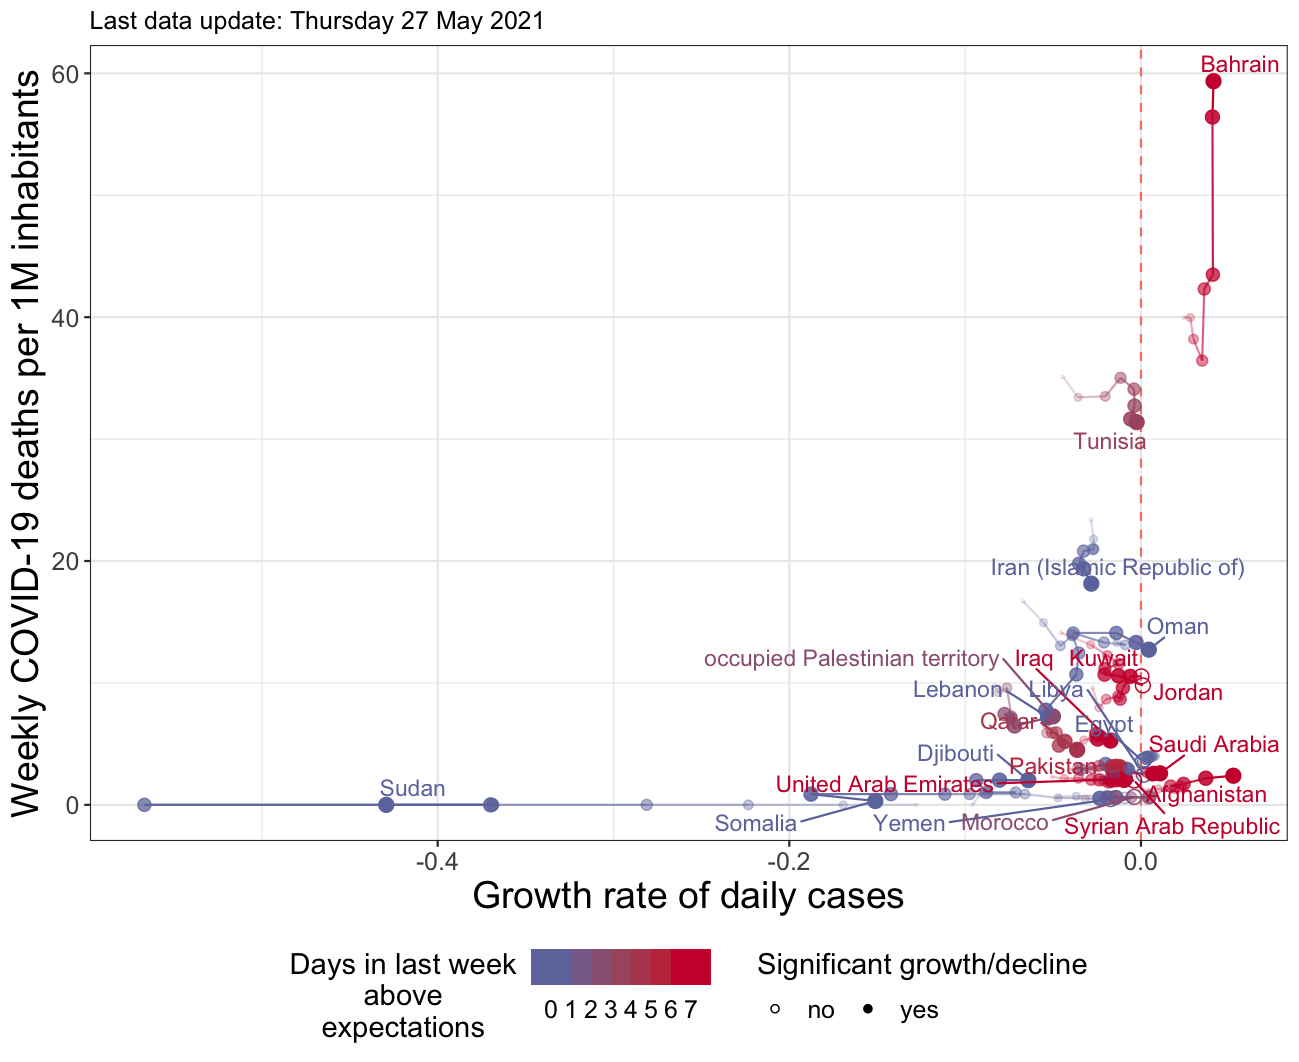 Last data update: Thursday 27 May 2021
Weekly COVID-19 deaths per 1M inhabitants
60
40
20
0
Bahrain
Tunisia
Iran (Islamic Republic of)
Oman
occupied Palestinian territory
Iraq
Kuwait
Lebanon
Libya
Jordan
Qatar
Egypt
Djibouti
Saudi Arabia
Pakistan
United Arab Emirates
Sudan
Afghanistan
Somalia
Yemen
Morocco
Syrian Arab Republic
-0.4
-0.2
0.0
Growth rate of daily cases
Days in last week
above
expectations
0 1 2 3 4 5 6 7
Significant growth/decline
no
yes